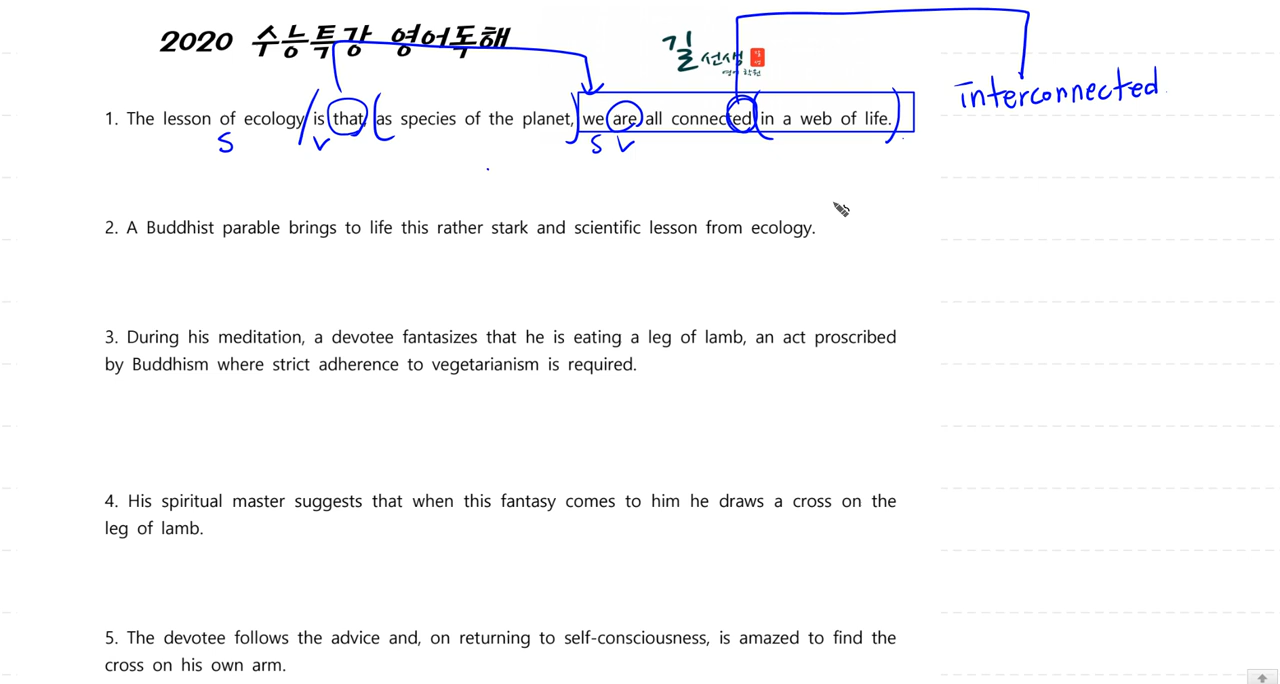 2020 수능특강 영어독해
길 선생
영어 학원
interconnected
1. The lesson of ecology is that, as species of the planet, we are all connected in a web of life.
S V S V
2. A Buddhist parable brings to life this rather stark and scientific lesson from ecology.
3. During his meditation, a devotee fantasizes that he is eating a leg of lamb, an act proscribed
by Buddhism where strict adherence to vegetarianism is required.
4. His spiritual master suggests that when this fantasy comes to him he draws a cross on the
leg of lamb.
5. The devotee follows the advice and, on returning to self-consciousness, is amazed to find the
cross on his own arm.